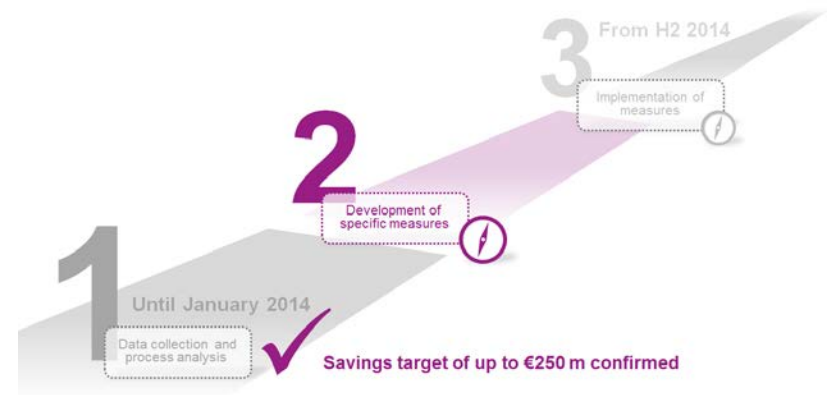 3
From H2 2014
Implementation of
measures
2
Development of
specific measures
1
Until January 2014
Data collection and
process analysis
Savings target of up to €250 m confirmed